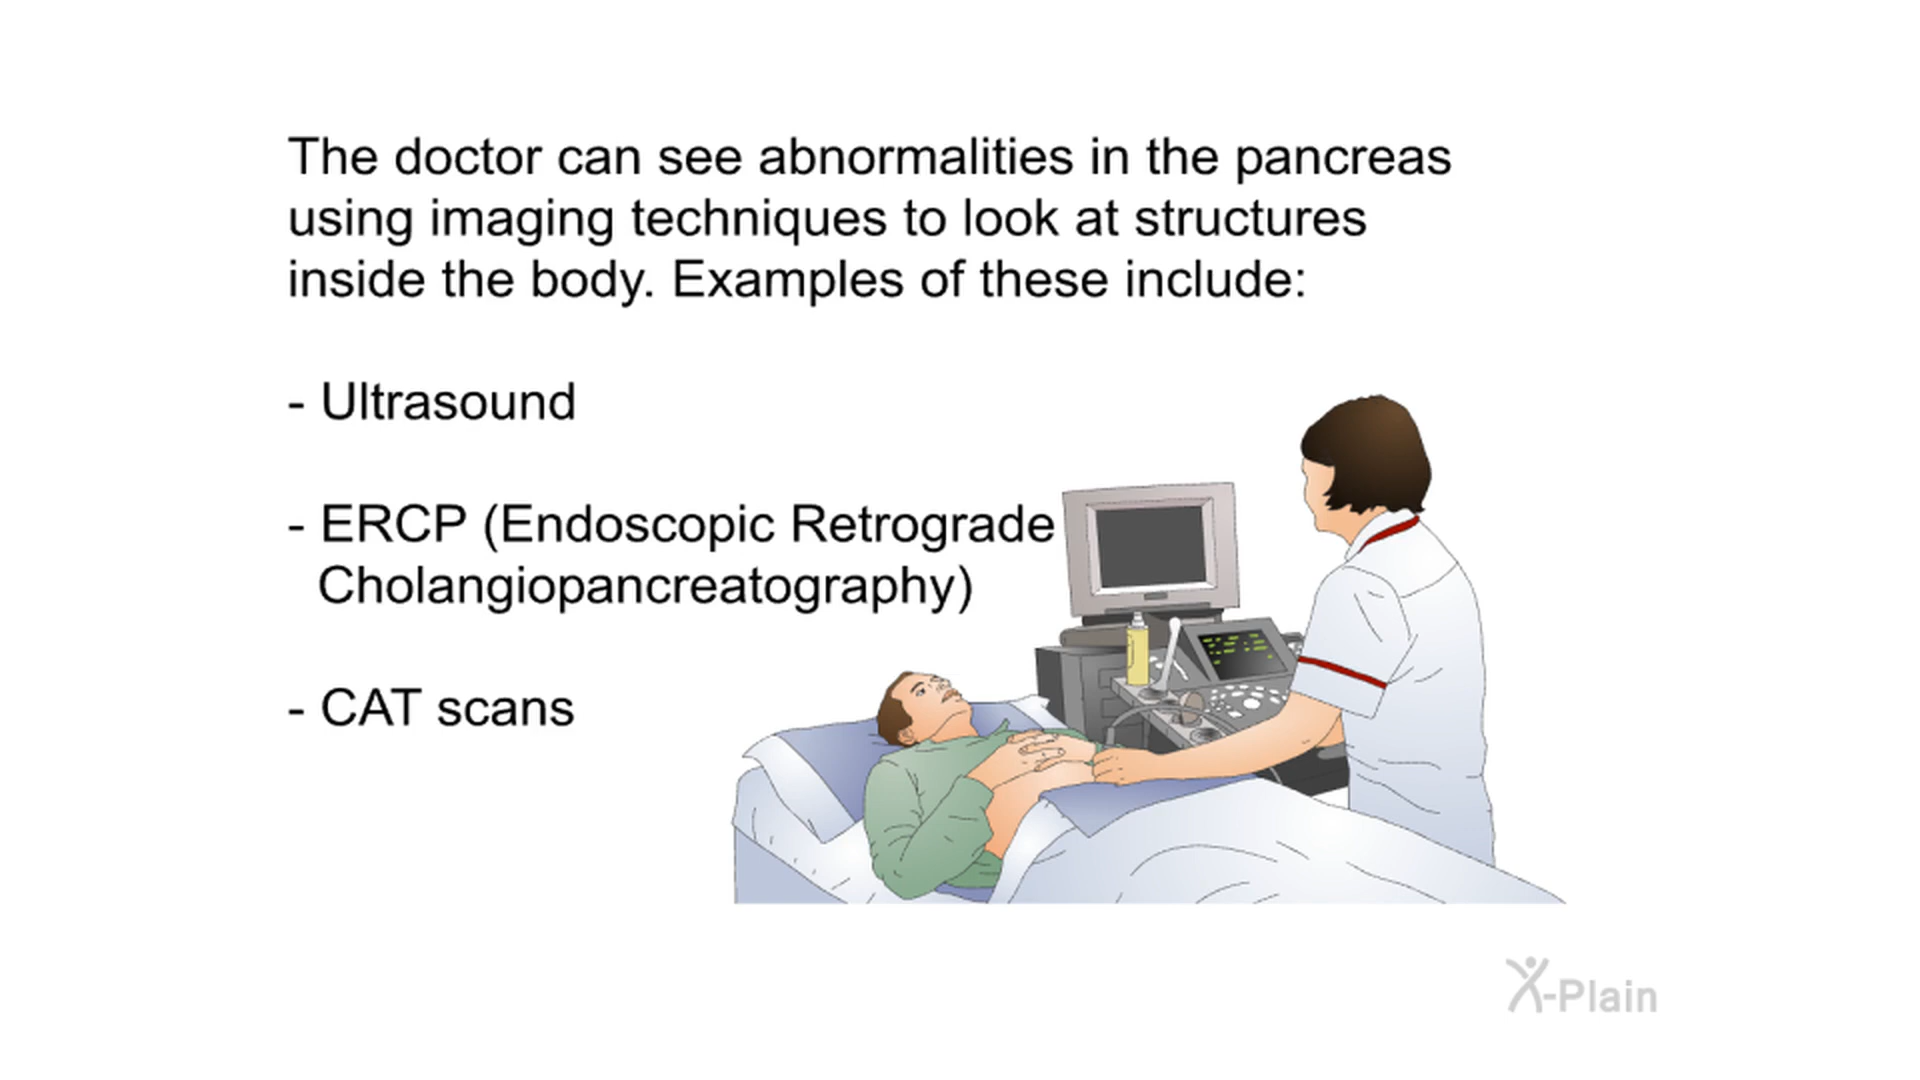 The doctor can see abnormalities in the pancreas
using imaging techniques to look at structures
inside the body. Examples of these include:
- Ultrasound
- ERCP (Endoscopic Retrograde
Cholangiopancreatography)
- CAT scans
X-Plain